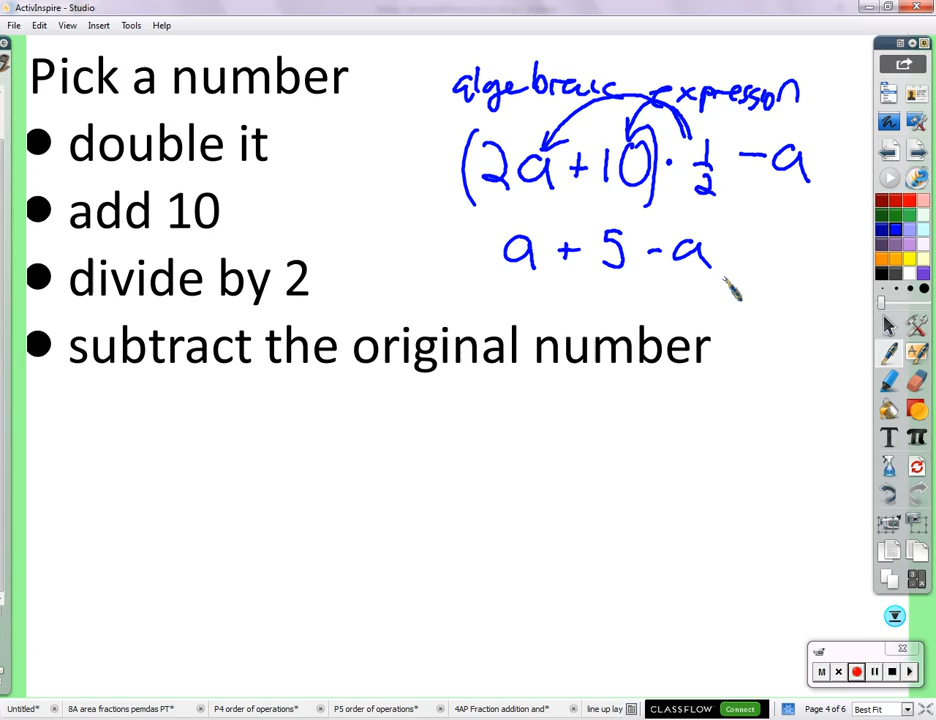 ActivInspire - Studio
File Edit View Insert Tools Help
Pick a number
• double it
• add 10
• divide by 2
• subtract the original number
algebraic expresson
(2a + 10) · 1/2 - a
a + 5 - a
T π
M
Untitled* 8A area fractions pemdas PT* P4 order of operations* P5 order of operations* 4AP Fraction addition and* line up lay CLASSFLOW Connect Page 4 of 6 Best Fit